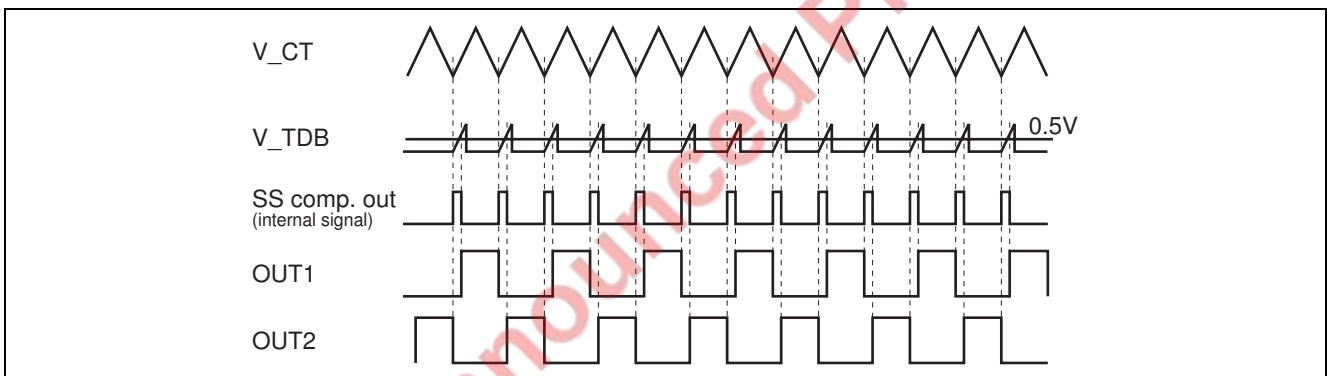 V_CT
V_TDB
0.5V
SS comp. out
(internal signal)
OUT1
OUT2